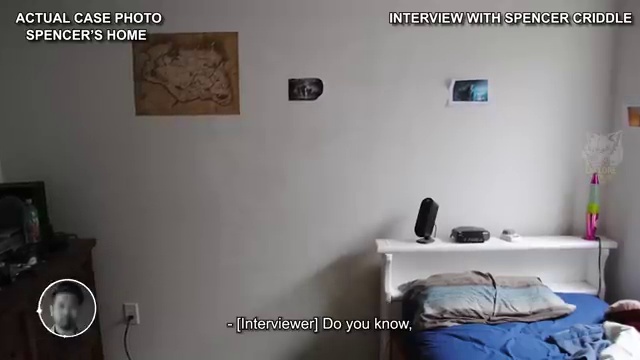 ACTUAL CASE PHOTO
SPENCER'S HOME
INTERVIEW WITH SPENCER CRIDDLE
- [Interviewer] Do you know,